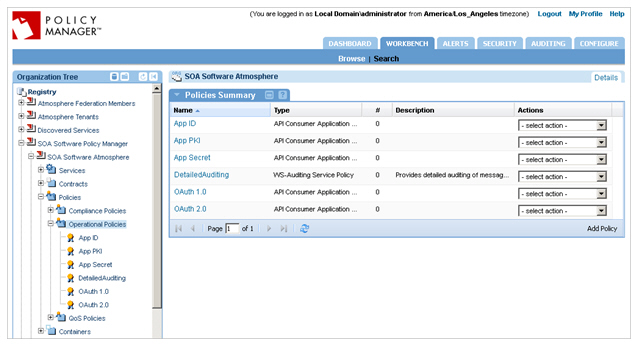 POLICY
MANAGER™
(You are logged in as Local Domain\administrator from America/Los_Angeles timezone) Logout My Profile Help
DASHBOARD WORKBENCH ALERTS SECURITY AUDITING CONFIGURE
Browe | Search
Organization Tree
Registry
Atmosphere Federation Members
Atmosphere Tenants
Discovered Services
SOA Software Policy Manager
SOA Software Atmosphere
Services
Contracts
Policies
Compliance Policies
Operational Policies
App ID
App PKI
App Secret
DetailedAuditing
OAuth 1.0
OAuth 2.0
QoS Policies
Containers
SOA Software Atmosphere
Details
Policies Summary
Name Type # Description Actions
App ID API Consumer Application ... 0 - select action -
App PKI API Consumer Application ... 0 - select action -
App Secret API Consumer Application ... 0 - select action -
DetailedAuditing WS-Auditing Service Policy 0 Provides detailed auditing of messag... - select action -
OAuth 1.0 API Consumer Application ... 0 - select action -
OAuth 2.0 API Consumer Application ... 0 - select action -
Page 1 of 1 Add Policy